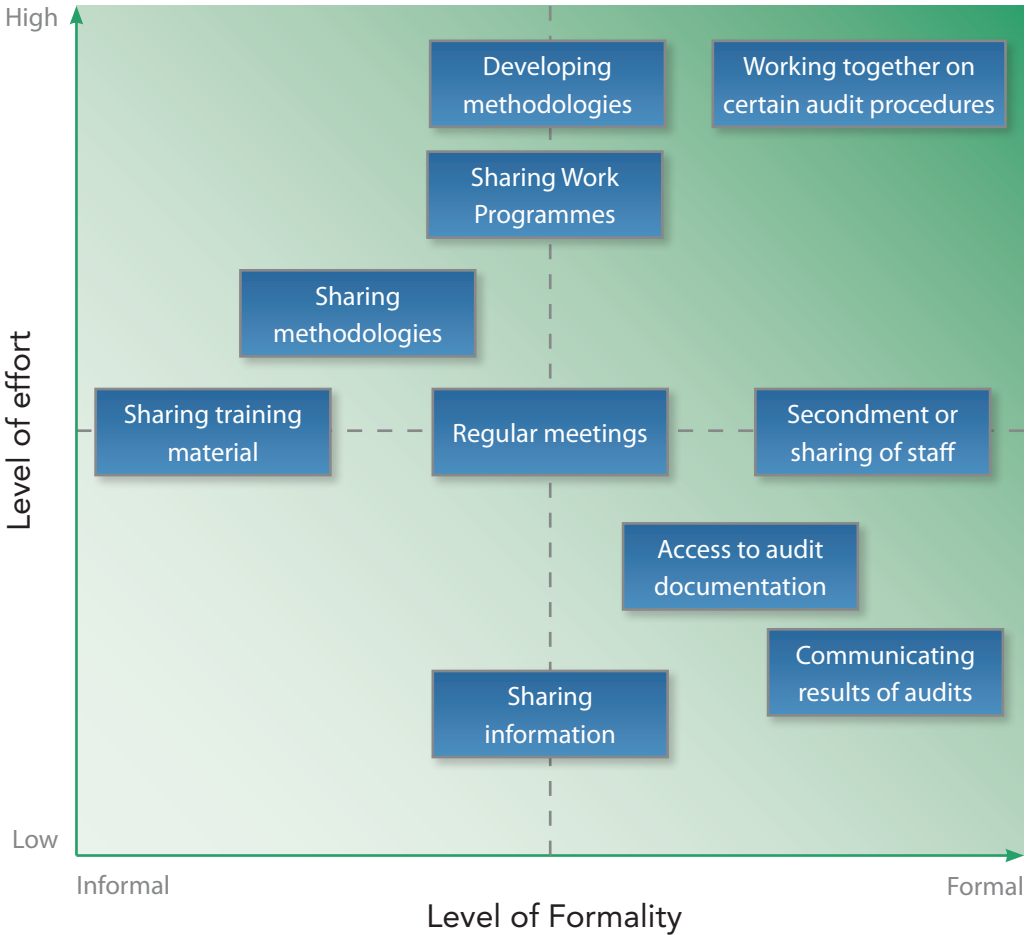 High
Developing
methodologies
Working together on
certain audit procedures
Sharing Work
Programmes
Sharing
methodologies
Level of effort
Sharing training
material
Regular meetings
Secondment or
sharing of staff
Access to audit
documentation
Communicating
results of audits
Sharing
information
Low
Informal
Formal
Level of Formality